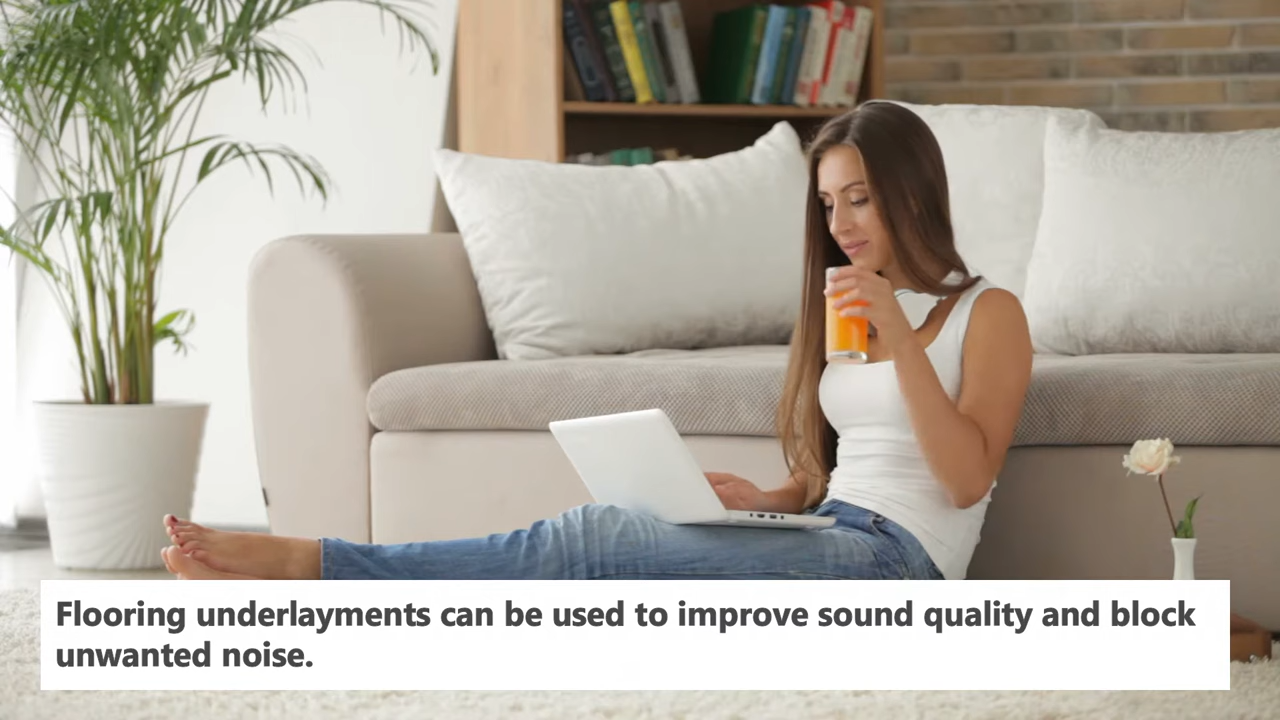 Flooring underlayments can be used to improve sound quality and block
unwanted noise.